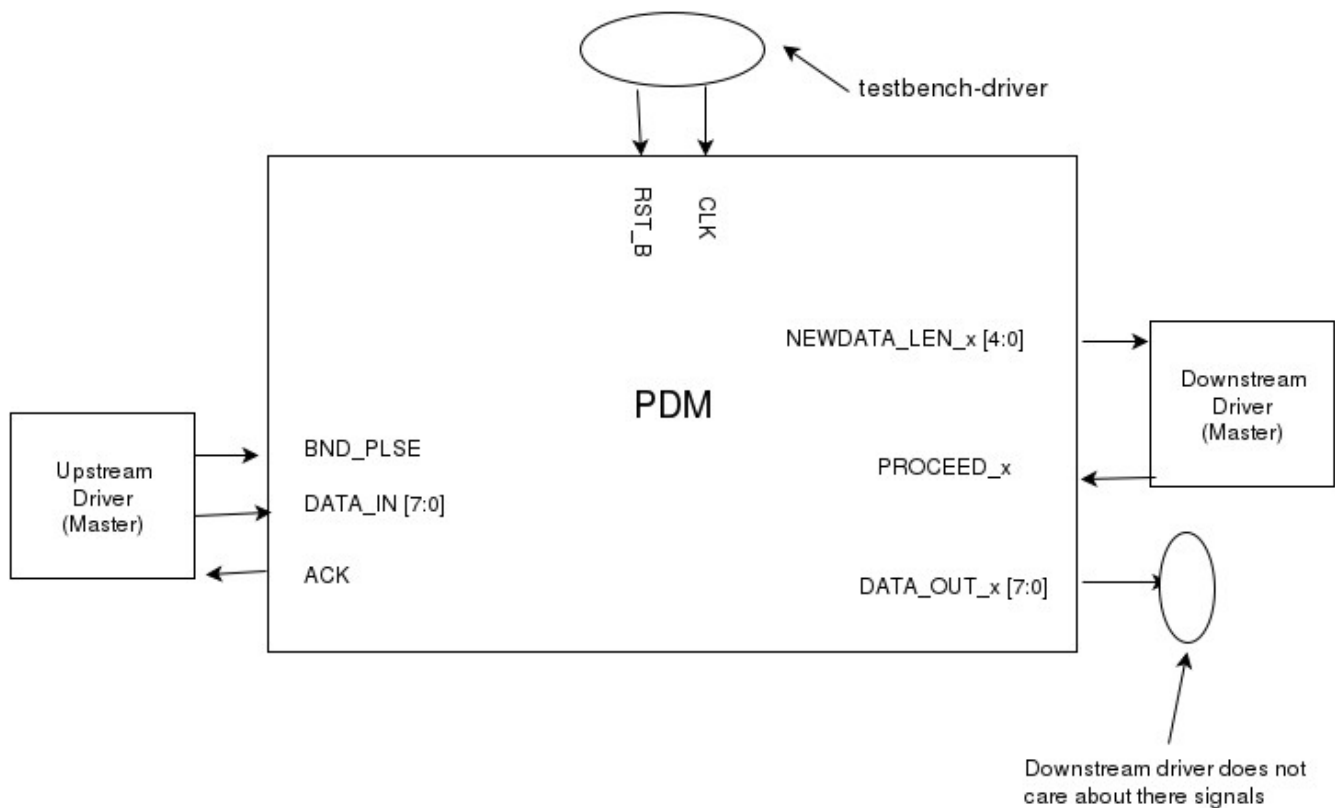 testbench-driver
RST_B
CLK
NEWDATA_LEN_x [4:0]
Downstream
Driver
(Master)
PDM
BND_PLSE
PROCEED_x
Upstream
Driver
(Master)
DATA_IN [7:0]
ACK
DATA_OUT_x [7:0]
Downstream driver does not
care about there signals